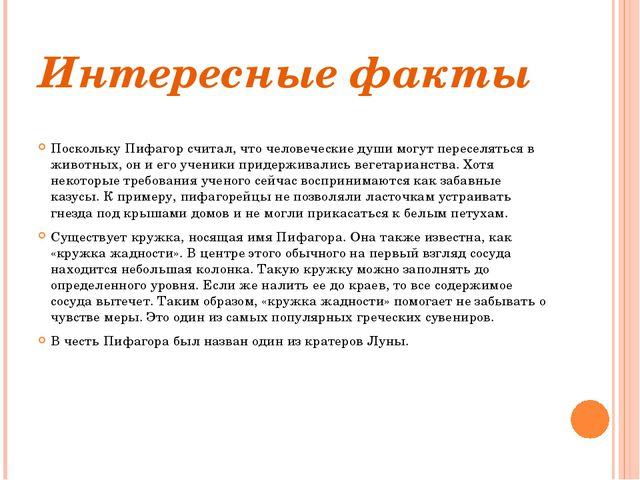 Интересные факты
Поскольку Пифагор считал, что человеческие души могут переселяться в
животных, он и его ученики придерживались вегетарианства. Хотя
некоторые требования ученого сейчас воспринимаются как забавные
казусы. К примеру, пифагорейцы не позволяли ласточкам устраивать
гнезда под крышами домов и не могли прикасаться к белым петухам.
Существует кружка, носящая имя Пифагора. Она также известна, как
«кружка жадности». В центре этого обычного на первый взгляд сосуда
находится небольшая колонка. Такую кружку можно заполнять до
определенного уровня. Если же налить ее до краев, то все содержимое
сосуда вытечет. Таким образом, «кружка жадности» помогает не забывать о
чувстве меры. Это один из самых популярных греческих сувениров.
В честь Пифагора был назван один из кратеров Луны.